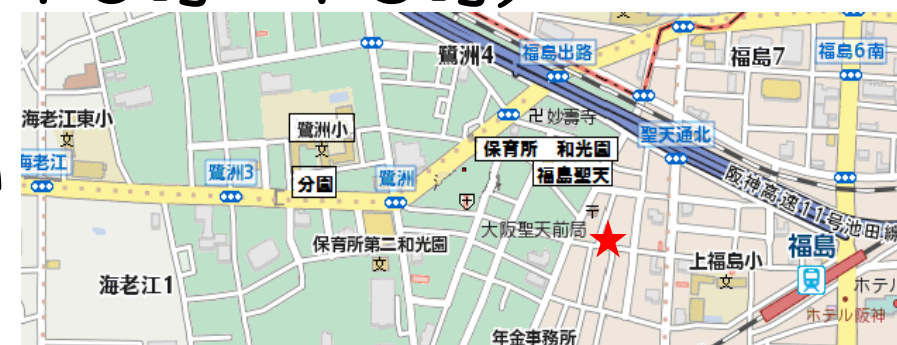 鷺洲4
福島出路
福島7
福島6南
海老江東小
文
鷺洲小
文
卍妙壽寺
聖天通北
保育所　和光園
海老江
鷺洲3
分園
鷺洲
福島聖天
阪神高速11号池田線
〒
大阪聖天前局
保育所第二和光園
文
福島
上福島小
文
海老江1
ホテル
ホテル阪神
年金事務所